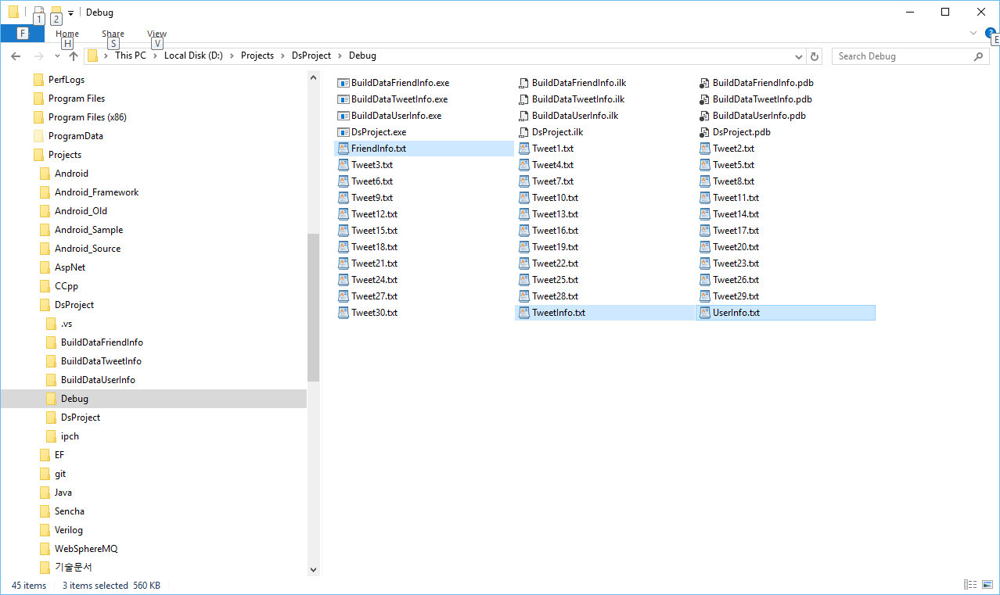 Debug
1 2
F Home Share View
H S V E
This PC Local Disk (D:) Projects DsProject Debug
Search Debug
PerfLogs
Program Files
Program Files (x86)
ProgramData
Projects
Android
Android_Framework
Android_Old
Android_Sample
Android_Source
AspNet
CCpp
DsProject
.vs
BuildDataFriendInfo
BuildDataTweetInfo
BuildDataUserInfo
Debug
DsProject
ipch
EF
git
Java
Sencha
Verilog
WebSphereMQ
기술문서
BuildDataFriendInfo.exe BuildDataFriendInfo.ilk BuildDataFriendInfo.pdb
BuildDataTweetInfo.exe BuildDataTweetInfo.ilk BuildDataTweetInfo.pdb
BuildDataUserInfo.exe BuildDataUserInfo.ilk BuildDataUserInfo.pdb
DsProject.exe DsProject.ilk DsProject.pdb
FriendInfo.txt Tweet1.txt Tweet2.txt
Tweet3.txt Tweet4.txt Tweet5.txt
Tweet6.txt Tweet7.txt Tweet8.txt
Tweet9.txt Tweet10.txt Tweet11.txt
Tweet12.txt Tweet13.txt Tweet14.txt
Tweet15.txt Tweet16.txt Tweet17.txt
Tweet18.txt Tweet19.txt Tweet20.txt
Tweet21.txt Tweet22.txt Tweet23.txt
Tweet24.txt Tweet25.txt Tweet26.txt
Tweet27.txt Tweet28.txt Tweet29.txt
Tweet30.txt TweetInfo.txt UserInfo.txt
45 items 3 items selected 560 KB